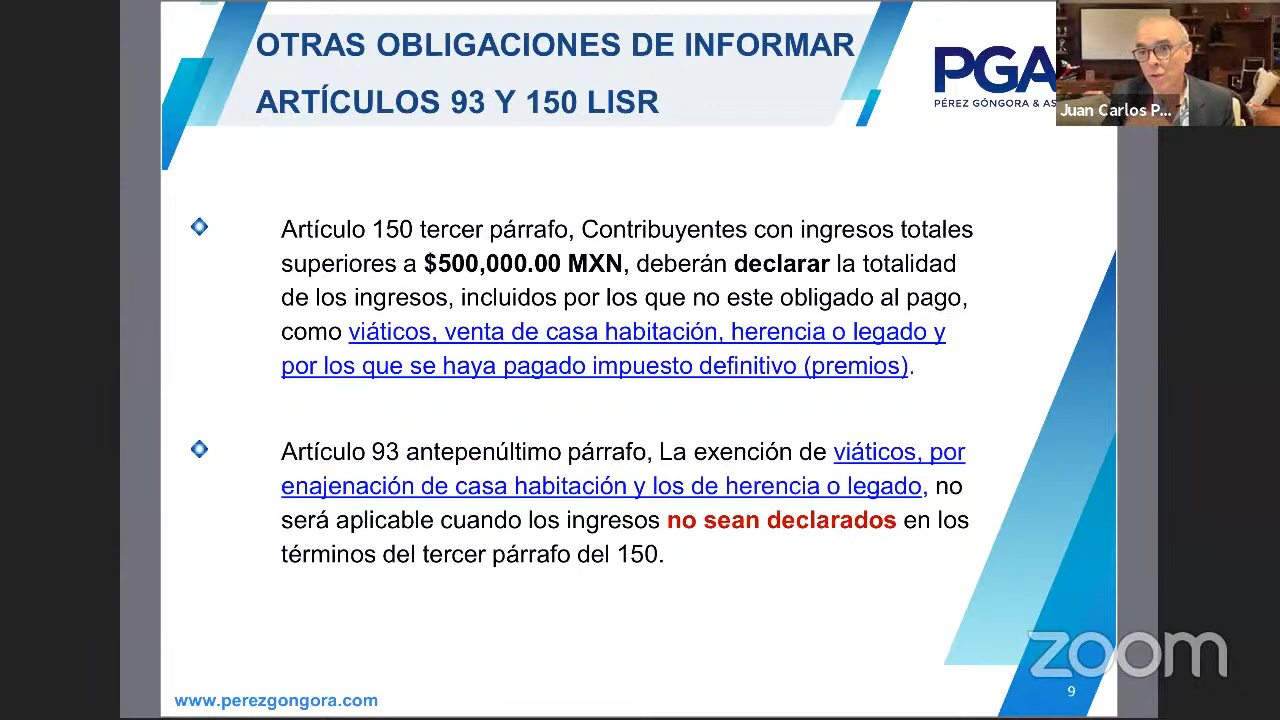 OTRAS OBLIGACIONES DE INFORMAR
ARTÍCULOS 93 Y 150 LISR
PGA
PÉREZ GÓNGORA & AS
Juan Carlos P...
Artículo 150 tercer párrafo, Contribuyentes con ingresos totales
superiores a $500,000.00 MXN, deberán declarar la totalidad
de los ingresos, incluidos por los que no este obligado al pago,
como viáticos, venta de casa habitación, herencia o legado y
por los que se haya pagado impuesto definitivo (premios).
Artículo 93 antepenúltimo párrafo, La exención de viáticos, por
enajenación de casa habitación y los de herencia o legado, no
será aplicable cuando los ingresos no sean declarados en los
términos del tercer párrafo del 150.
zoom
www.perezgongora.com
9